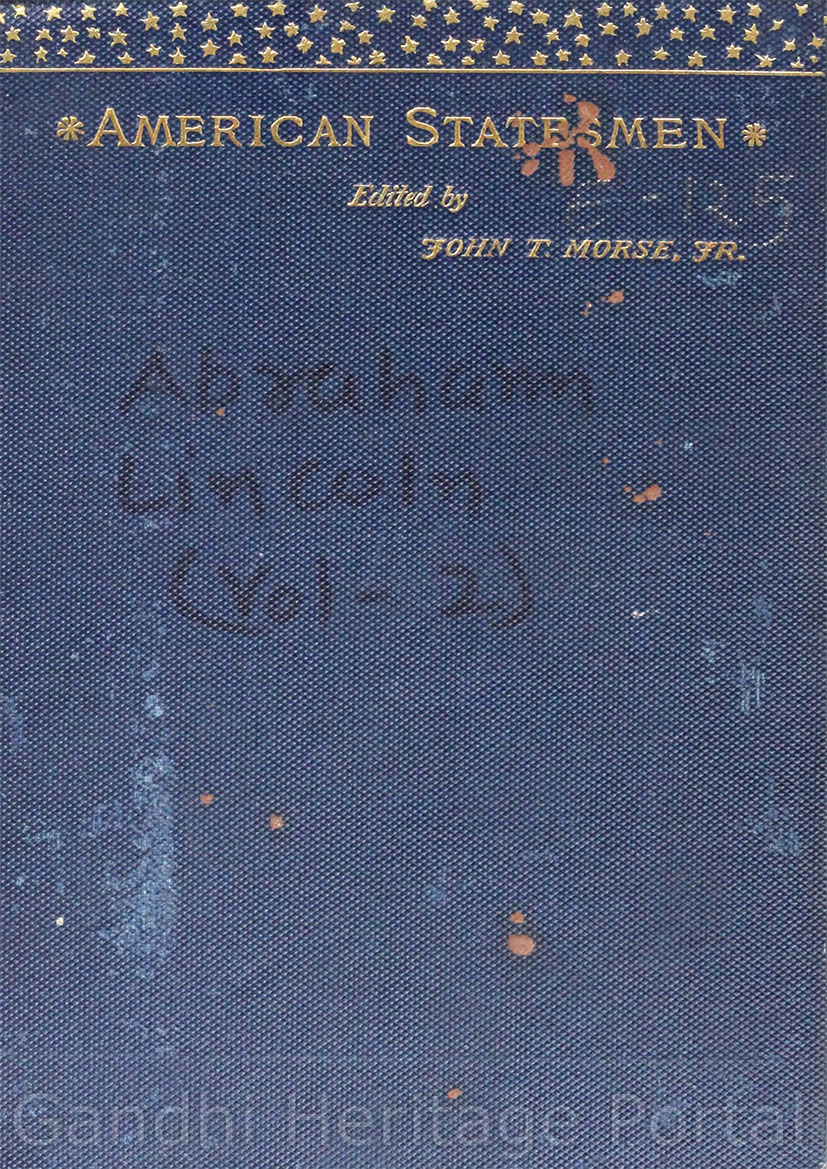 AMERICAN STATESMEN
Edited by
JOHN T. MORSE, JR.
Abraham
Lincoln
(Vol - 2)
Gandhi Heritage Portal